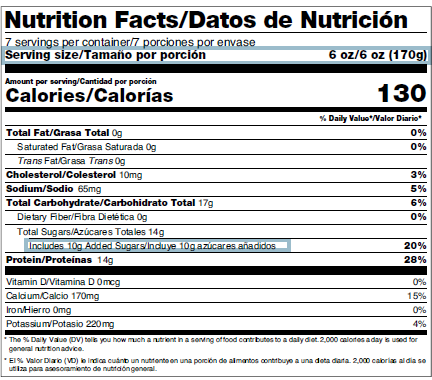 Nutrition Facts/Datos de Nutrición
7 servings per container/7 porciones por envase
Serving size/Tamaño por porción 6 oz/6 oz (170g)
Amount per serving/Cantidad por porción
Calories/Calorías 130
% Daily Value*/Valor Diario*
Total Fat/Grasa Total 0g 0%
Saturated Fat/Grasa Saturada 0g 0%
Trans Fat/Grasa Trans 0g
Cholesterol/Colesterol 10mg 3%
Sodium/Sodio 65mg 5%
Total Carbohydrate/Carbohidrato Total 17g 6%
Dietary Fiber/Fibra Dietética 0g 0%
Total Sugars/Azúcares Totales 14g
Includes 10g Added Sugars/Incluye 10g azúcares añadidos 20%
Protein/Proteínas 14g 28%
Vitamin D/Vitamina D 0mcg 0%
Calcium/Calcio 170mg 15%
Iron/Hierro 0mg 0%
Potassium/Potasio 220mg 4%
* The % Daily Value (DV) tells you how much a nutrient in a serving of food contributes to a daily diet. 2,000 calories a day is used for
general nutrition advice.
* El % Valor Diario (VD) le indica cuánto un nutriente en una porción de alimentos contribuye a una dieta diaria. 2,000 calorías al día se
utiliza para asesoramiento de nutrición general.